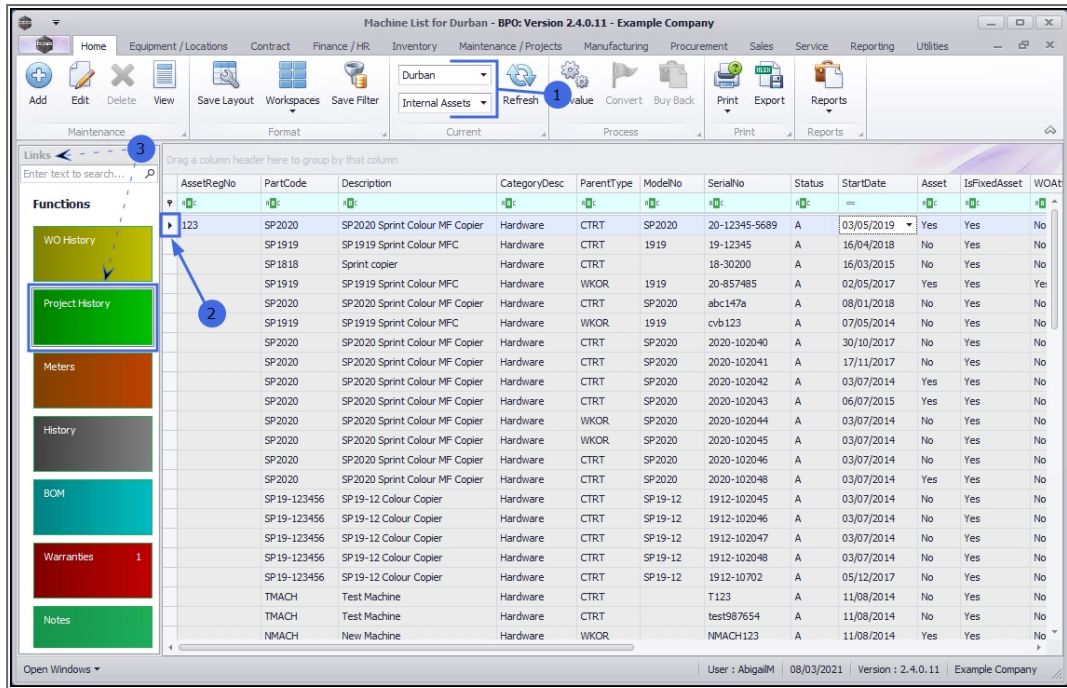 Machine List for Durban - BPO: Version 2.4.0.11 - Example Company
Home Equipment / Locations Contract Finance / HR Inventory Maintenance / Projects Manufacturing Procurement Sales Service Reporting Utilities
Add Edit Delete View Save Layout Workspaces Save Filter Durban Internal Assets Refresh 1 Convert Buy Back Print Export Reports
Maintenance Format Current Process Print Reports
Links 3
Enter text to search...
Functions
WO History
Project History
Meters
History
BOM
Warranties 1
Notes
Drag a column header here to group by that column
AssetRegNo PartCode Description CategoryDesc ParentType ModelNo SerialNo Status StartDate Asset IsFixedAsset WOAt
123 SP2020 SP2020 Sprint Colour MF Copier Hardware CTRT SP2020 20-12345-5689 A 03/05/2019 Yes Yes No
SP1919 SP1919 Sprint Colour MFC Hardware CTRT 1919 19-12345 A 16/04/2018 No Yes No
SP1818 Sprint copier Hardware CTRT 18-30200 A 16/03/2015 No Yes No
SP1919 SP1919 Sprint Colour MFC Hardware WKOR 1919 20-857485 A 02/05/2017 Yes Yes Yes
2
SP2020 SP2020 Sprint Colour MF Copier Hardware CTRT SP2020 abc147a A 08/01/2018 No Yes No
SP1919 SP1919 Sprint Colour MFC Hardware WKOR 1919 cvb123 A 07/05/2014 No Yes No
SP2020 SP2020 Sprint Colour MF Copier Hardware CTRT SP2020 2020-102040 A 30/10/2017 No Yes No
SP2020 SP2020 Sprint Colour MF Copier Hardware CTRT SP2020 2020-102041 A 17/11/2017 No Yes No
SP2020 SP2020 Sprint Colour MF Copier Hardware CTRT SP2020 2020-102042 A 03/07/2014 Yes Yes No
SP2020 SP2020 Sprint Colour MF Copier Hardware CTRT SP2020 2020-102043 A 06/07/2015 Yes Yes No
SP2020 SP2020 Sprint Colour MF Copier Hardware WKOR SP2020 2020-102044 A 03/07/2014 No Yes No
SP2020 SP2020 Sprint Colour MF Copier Hardware WKOR SP2020 2020-102045 A 03/07/2014 No Yes No
SP2020 SP2020 Sprint Colour MF Copier Hardware CTRT SP2020 2020-102046 A 03/07/2014 No Yes No
SP2020 SP2020 Sprint Colour MF Copier Hardware CTRT SP2020 2020-102048 A 03/07/2014 Yes Yes No
SP19-123456 SP19-12 Colour Copier Hardware CTRT SP19-12 1912-102045 A 03/07/2014 No Yes No
SP19-123456 SP19-12 Colour Copier Hardware CTRT SP19-12 1912-102046 A 03/07/2014 No Yes No
SP19-123456 SP19-12 Colour Copier Hardware CTRT SP19-12 1912-102047 A 03/07/2014 No Yes No
SP19-123456 SP19-12 Colour Copier Hardware CTRT SP19-12 1912-102048 A 03/07/2014 No Yes No
SP19-123456 SP19-12 Colour Copier Hardware CTRT SP19-12 1912-10702 A 05/12/2017 No Yes No
TMACH Test Machine Hardware CTRT T123 A 11/08/2014 No Yes No
TMACH Test Machine Hardware CTRT test987654 A 11/08/2014 No Yes No
NMACH New Machine Hardware WKOR NMACH123 A 11/08/2014 Yes Yes No
Open Windows User : AbigailM 08/03/2021 Version : 2.4.0.11 Example Company